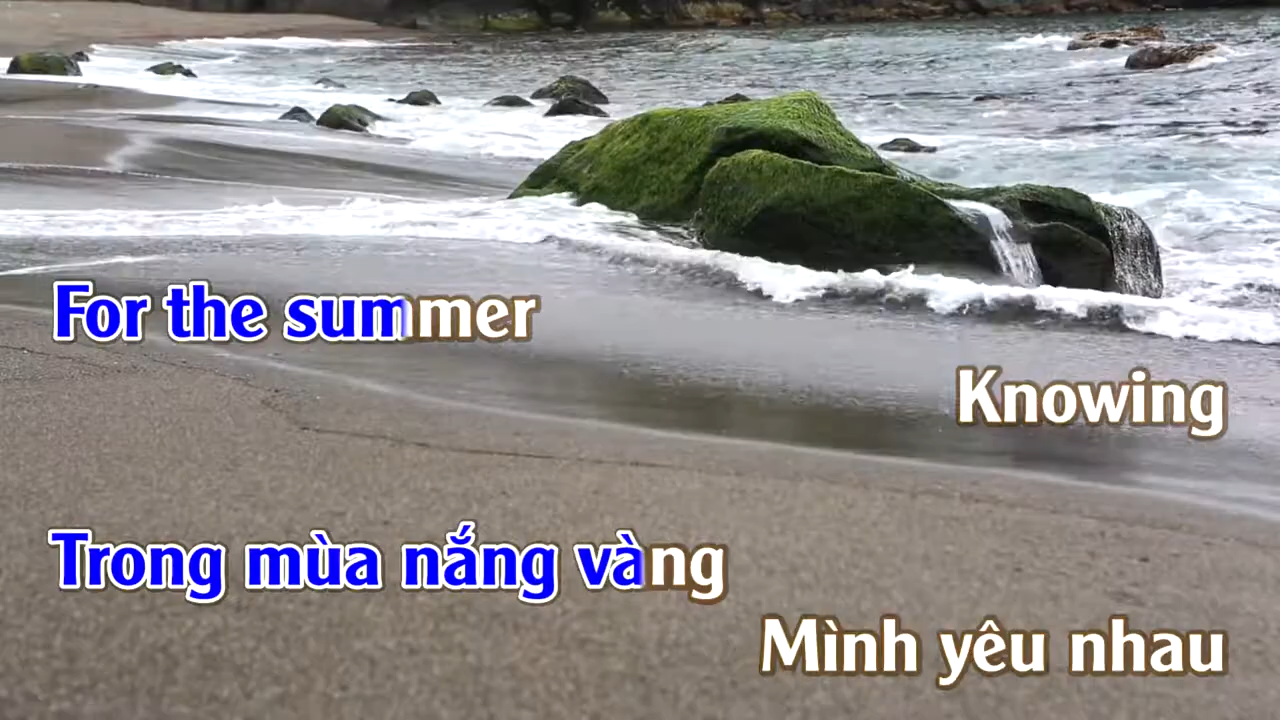 For the summer
Knowing
Trong mùa nắng vàng
Mình yêu nhau